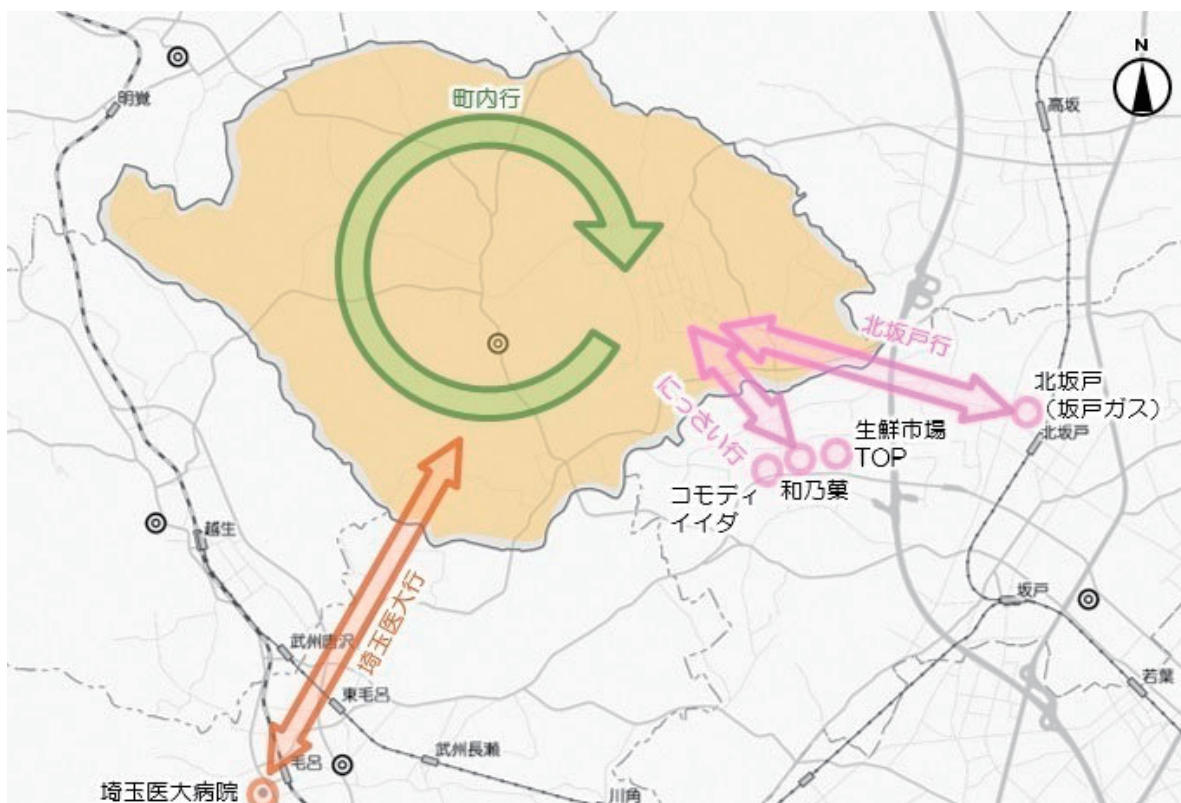 N
明覚
町内行
高坂
北坂戸行
北坂戸
(坂戸ガス)
北坂戸
にっさい行
生鮮市場
TOP
和乃菓
コモディ
イイダ
越生
埼玉医大行
坂戸
武州唐沢
若葉
東毛呂
武州長瀬
毛呂
埼玉医大病院
川角